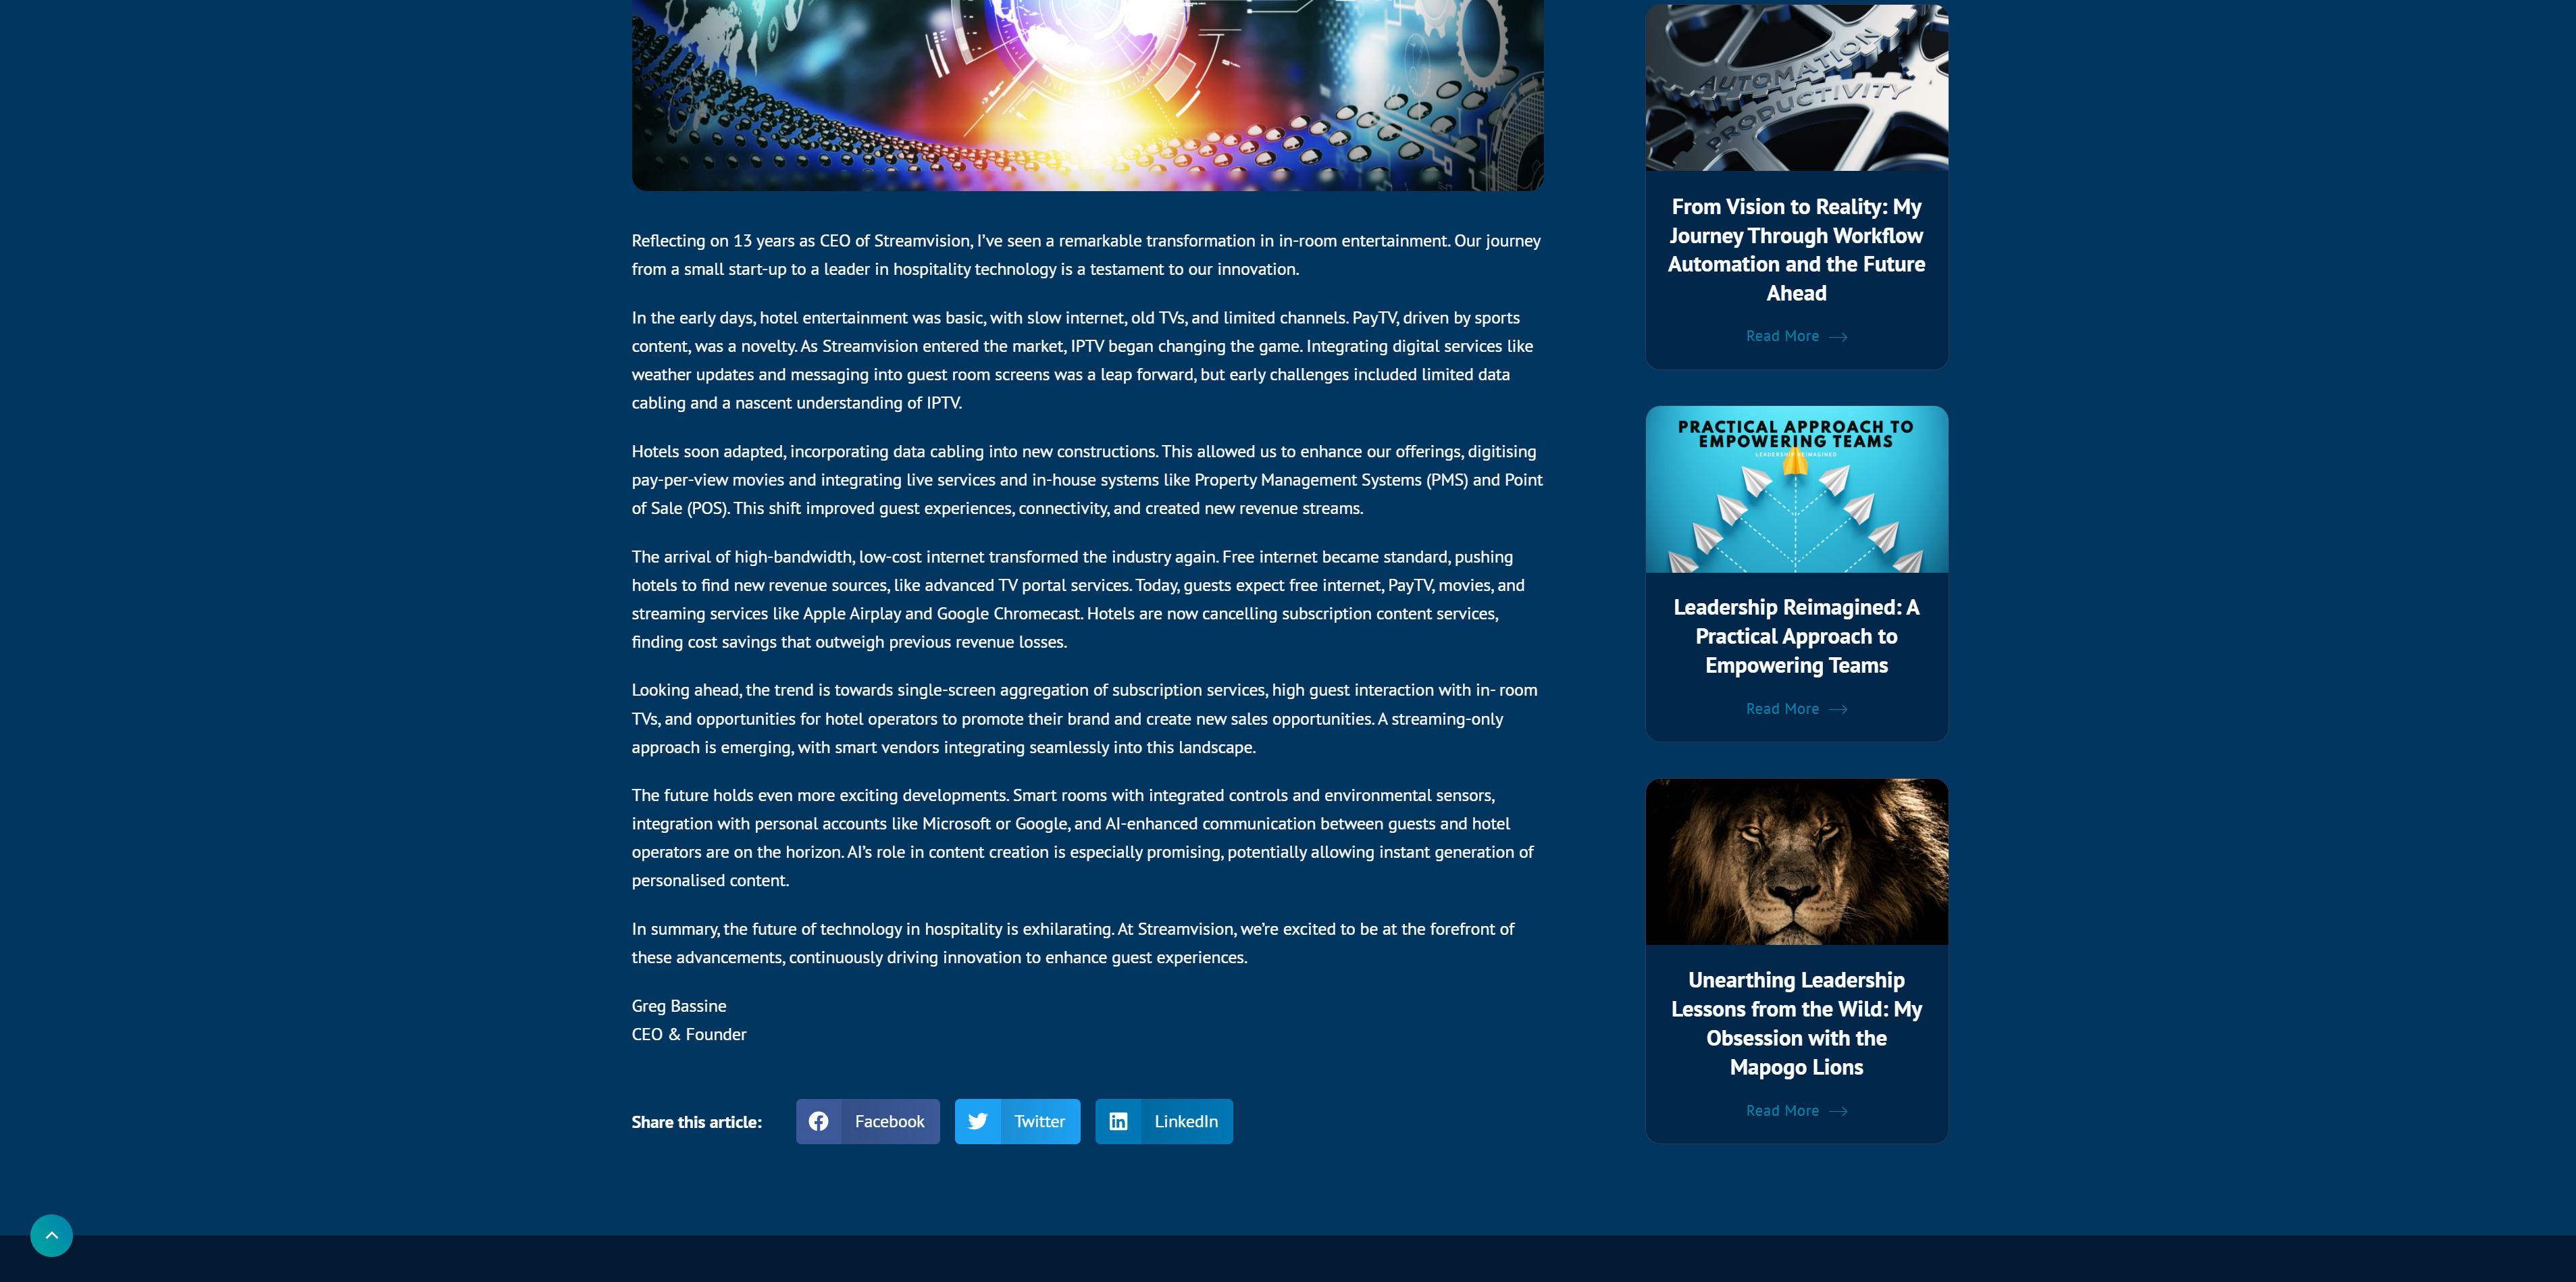 Reflecting on 13 years as CEO of Streamvision, I’ve seen a remarkable transformation in in-room entertainment. Our journey
from a small start-up to a leader in hospitality technology is a testament to our innovation.
In the early days, hotel entertainment was basic, with slow internet, old TVs, and limited channels. PayTV, driven by sports
content, was a novelty. As Streamvision entered the market, IPTV began changing the game. Integrating digital services like
weather updates and messaging into guest room screens was a leap forward, but early challenges included limited data
cabling and a nascent understanding of IPTV.
Hotels soon adapted, incorporating data cabling into new constructions. This allowed us to enhance our offerings, digitising
pay-per-view movies and integrating live services and in-house systems like Property Management Systems (PMS) and Point
of Sale (POS). This shift improved guest experiences, connectivity, and created new revenue streams.
The arrival of high-bandwidth, low-cost internet transformed the industry again. Free internet became standard, pushing
hotels to find new revenue sources, like advanced TV portal services. Today, guests expect free internet, PayTV, movies, and
streaming services like Apple Airplay and Google Chromecast. Hotels are now cancelling subscription content services,
finding cost savings that outweigh previous revenue losses.
Looking ahead, the trend is towards single-screen aggregation of subscription services, high guest interaction with in- room
TVs, and opportunities for hotel operators to promote their brand and create new sales opportunities. A streaming-only
approach is emerging, with smart vendors integrating seamlessly into this landscape.
The future holds even more exciting developments. Smart rooms with integrated controls and environmental sensors,
integration with personal accounts like Microsoft or Google, and AI-enhanced communication between guests and hotel
operators are on the horizon. AI’s role in content creation is especially promising, potentially allowing instant generation of
personalised content.
In summary, the future of technology in hospitality is exhilarating. At Streamvision, we’re excited to be at the forefront of
these advancements, continuously driving innovation to enhance guest experiences.
Greg Bassine
CEO & Founder
Share this article:
Facebook
Twitter
LinkedIn
AUTOMATION
PRODUCTIVITY
From Vision to Reality: My
Journey Through Workflow
Automation and the Future
Ahead
Read More
PRACTICAL APPROACH TO
EMPOWERING TEAMS
LEADERSHIP REIMAGINED
Leadership Reimagined: A
Practical Approach to
Empowering Teams
Read More
Unearthing Leadership
Lessons from the Wild: My
Obsession with the
Mapogo Lions
Read More